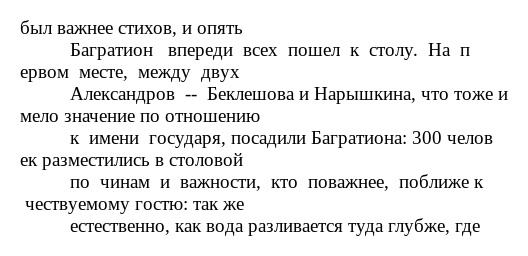 был важнее стихов, и опять
Багратион впереди всех пошел к столу. На п
ервом месте, между двух
Александров -- Беклешова и Нарышкина, что тоже и
мело значение по отношению
к имени государя, посадили Багратиона: 300 челов
ек разместились в столовой
по чинам и важности, кто поважнее, поближе к
чествуемому гостю: так же
естественно, как вода разливается туда глубже, где